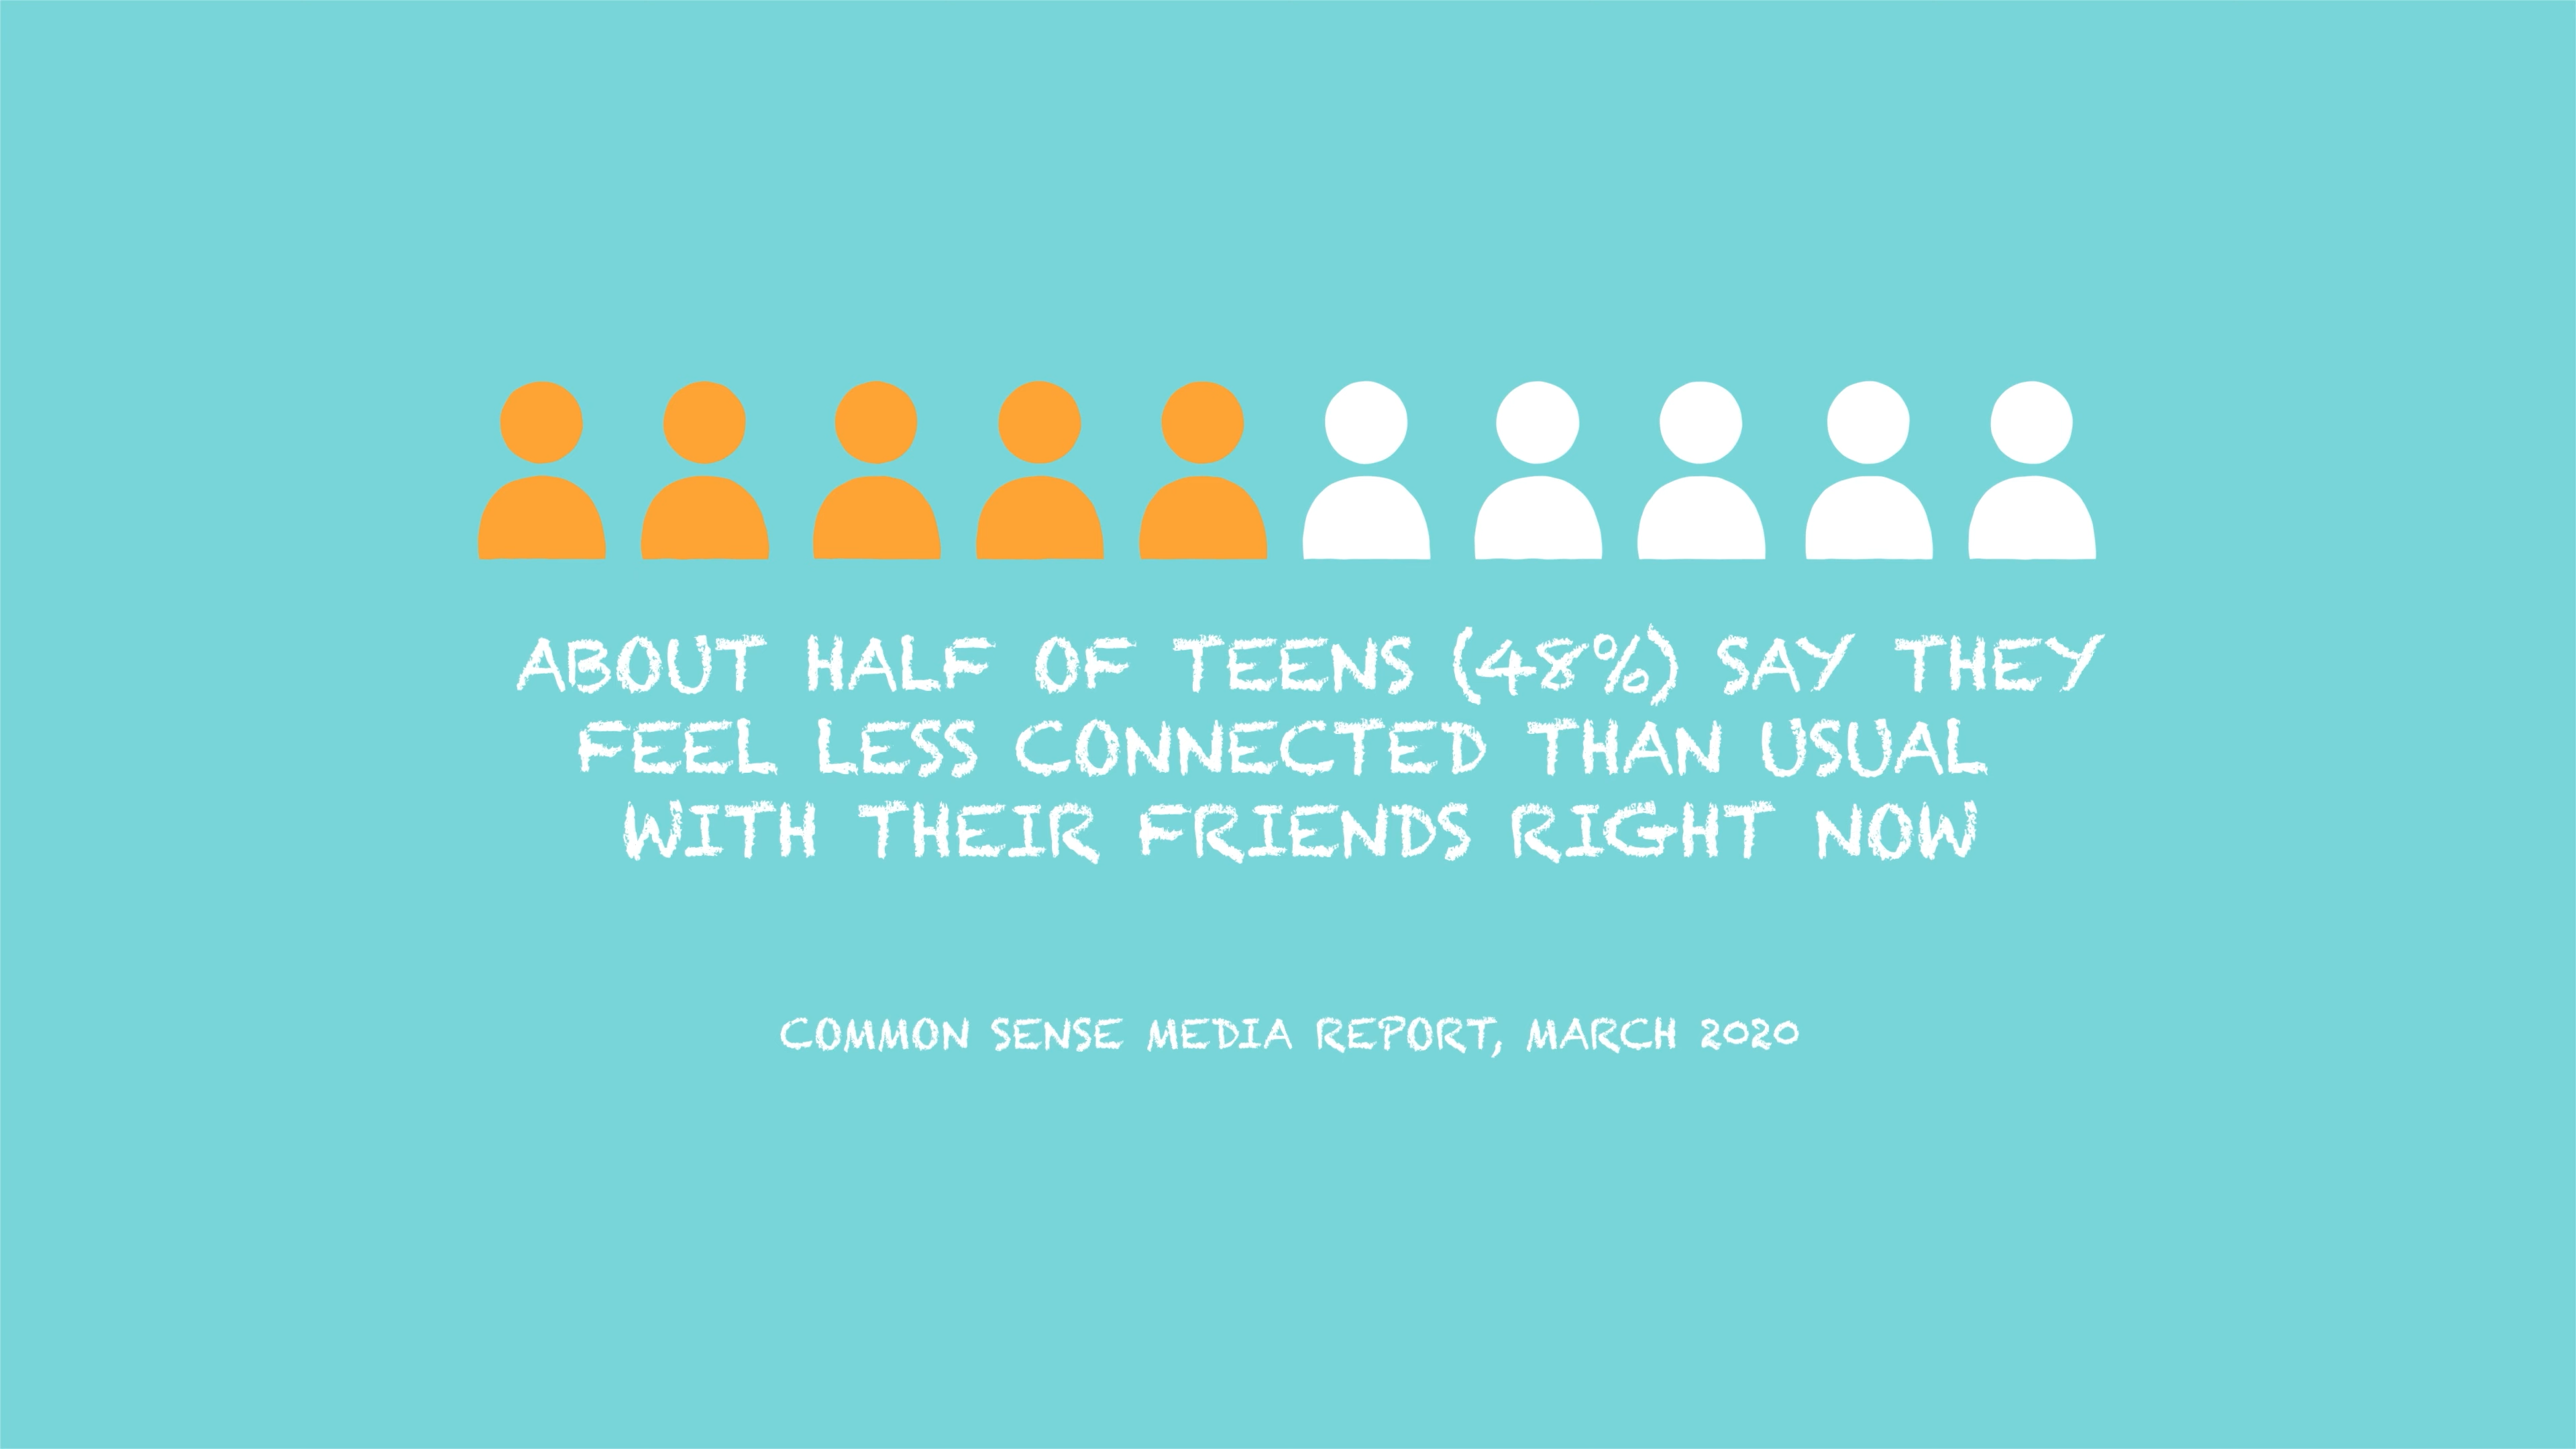 ABOUT HALF OF TEENS (48%) SAY THEY
FEEL LESS CONNECTED THAN USUAL
WITH THEIR FRIENDS RIGHT NOW
COMMON SENSE MEDIA REPORT, MARCH 2020